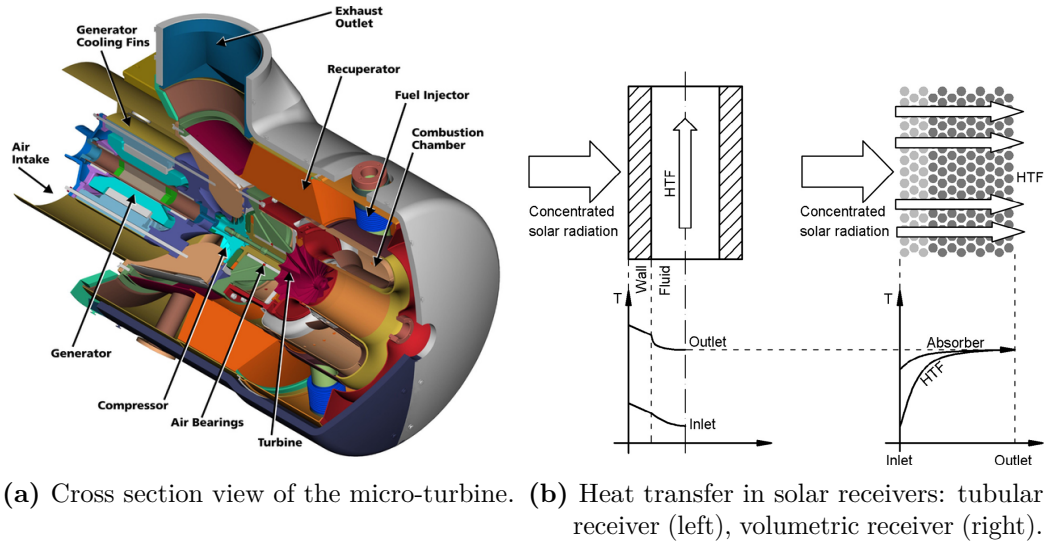 Exhaust
Outlet
Generator
Cooling Fins
Recuperator
Fuel Injector
Combustion
Chamber
Air
Intake
Generator
Compressor
Air Bearings
Turbine
Concentrated
solar radiation
HTF
Wall
Fluid
T
Outlet
Inlet
Concentrated
solar radiation
HTF
T
Absorber
HTF
Inlet
Outlet
(a) Cross section view of the micro-turbine.
(b) Heat transfer in solar receivers: tubular
receiver (left), volumetric receiver (right).